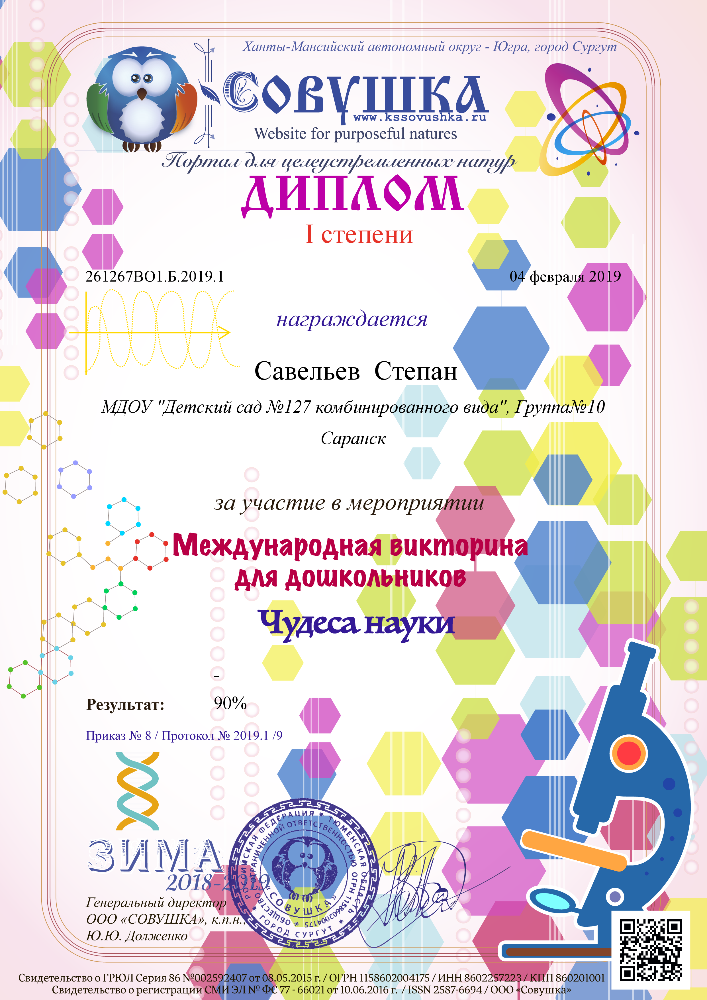 Ханты-Мансийский автономный округ - Югра, город Сургут
Совушка
www.kssovushka.ru
Website for purposeful natures
Портал для целеустремленных натур
ДИПЛОМ
I степени
261267ВО1.Б.2019.1
04 февраля 2019
награждается
Савельев Степан
МДОУ "Детский сад №127 комбинированного вида", Группа№10
Саранск
за участие в мероприятии
Международная викторина
для дошкольников
Чудеса науки
-
Результат: 90%
Приказ № 8 / Протокол № 2019.1 /9
ЗИМА
2018-2019
Генеральный директор
ООО «СОВУШКА», к.п.н.,
Ю.Ю. Долженко
РОССИЙСКАЯ ФЕДЕРАЦИЯ * ТЮМЕНСКАЯ ОБЛАСТЬ * ГОРОД СУРГУТ *
ОБЩЕСТВО С ОГРАНИЧЕННОЙ ОТВЕТСТВЕННОСТЬЮ ОГРН 1158602004175 *
«СОВУШКА»
Свидетельство о ГРЮЛ Серия 86 №002592407 от 08.05.2015 г. / ОГРН 1158602004175 / ИНН 8602257223 / КПП 860201001
Свидетельство о регистрации СМИ ЭЛ № ФС 77 - 66021 от 10.06.2016 г. / ISSN 2587-6694 / ООО «Совушка»